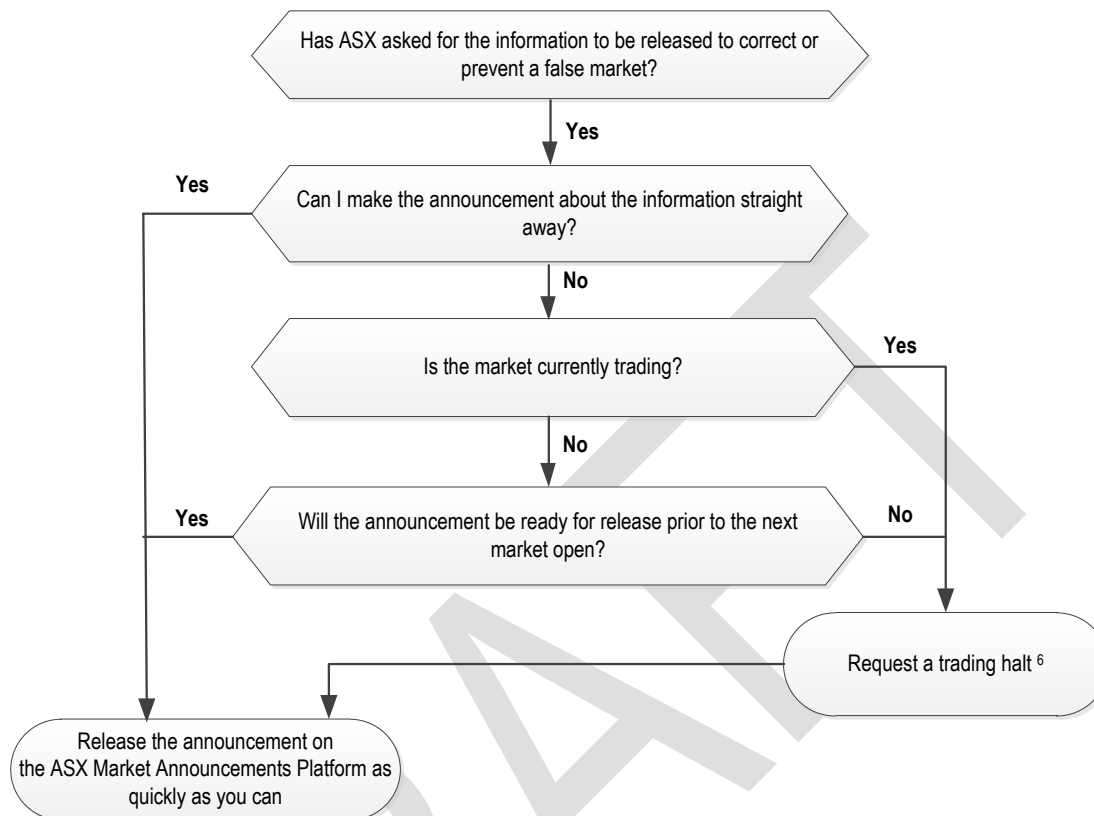 Has ASX asked for the information to be released to correct or
prevent a false market?
Yes
Yes
Can I make the announcement about the information straight
away?
No
Yes
Is the market currently trading?
No
Yes
Will the announcement be ready for release prior to the next
market open?
No
Request a trading halt 6
Release the announcement on
the ASX Market Announcements Platform as
quickly as you can
DRAFT